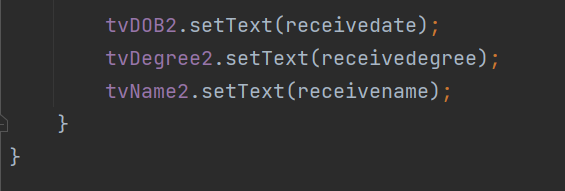 tvDOB2.setText(receivedate);
tvDegree2.setText(receivedegree);
tvName2.setText(receivename);
}
}